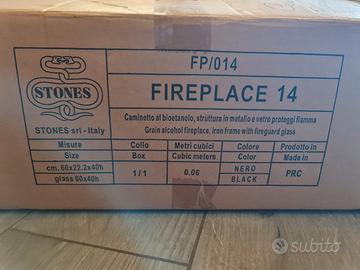 FP/014
STONES
FIREPLACE 14
STONES srl - Italy
Caminetto al bioetanolo, struttura in metallo e vetro proteggi fiamma
Grain alcohol fireplace, Iron frame with fireguard glass
Misure Collo Metri cubici Colore Prodotto in
Size Box Cubic meters Color Made in
cm. 60x22.2x40h 1/1 0.06 NERO PRC
glass 60x40h BLACK
subito